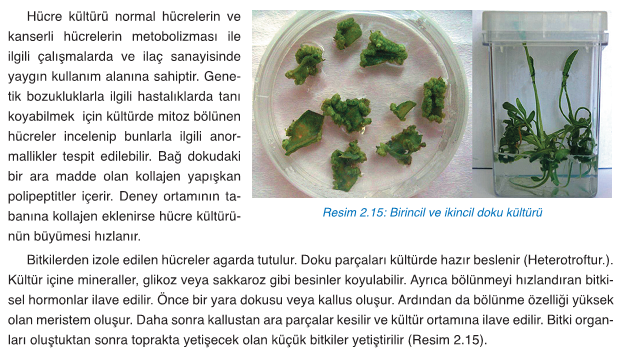 Hücre kültürü normal hücrelerin ve
kanserli hücrelerin metobolizması ile
ilgili çalışmalarda ve ilaç sanayisinde
yaygın kullanım alanına sahiptir. Gene-
tik bozukluklarla ilgili hastalıklarda tanı
koyabilmek için kültürde mitoz bölünen
hücreler incelenip bunlarla ilgili anor-
mallikler tespit edilebilir. Bağ dokudaki
bir ara madde olan kollajen yapışkan
polipeptitler içerir. Deney ortamının ta-
banına kollajen eklenirse hücre kültürü-
nün büyümesi hızlanır.
Resim 2.15: Birincil ve ikincil doku kültürü
Bitkilerden izole edilen hücreler agarda tutulur. Doku parçaları kültürde hazır beslenir (Heterotroftur.).
Kültür içine mineraller, glikoz veya sakkaroz gibi besinler koyulabilir. Ayrıca bölünmeyi hızlandıran bitki-
sel hormonlar ilave edilir. Önce bir yara dokusu veya kallus oluşur. Ardından da bölünme özelliği yüksek
olan meristem oluşur. Daha sonra kallustan ara parçalar kesilir ve kültür ortamına ilave edilir. Bitki organ-
ları oluştuktan sonra toprakta yetişecek olan küçük bitkiler yetiştirilir (Resim 2.15).